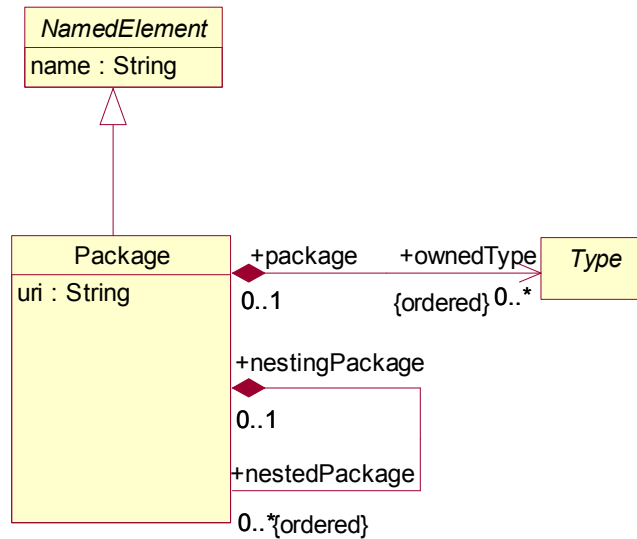 NamedElement
name : String
Package
uri : String
+package
+ownedType
0..1
{ordered}
0..*
Type
+nestingPackage
0..1
+nestedPackage
0..*
{ordered}